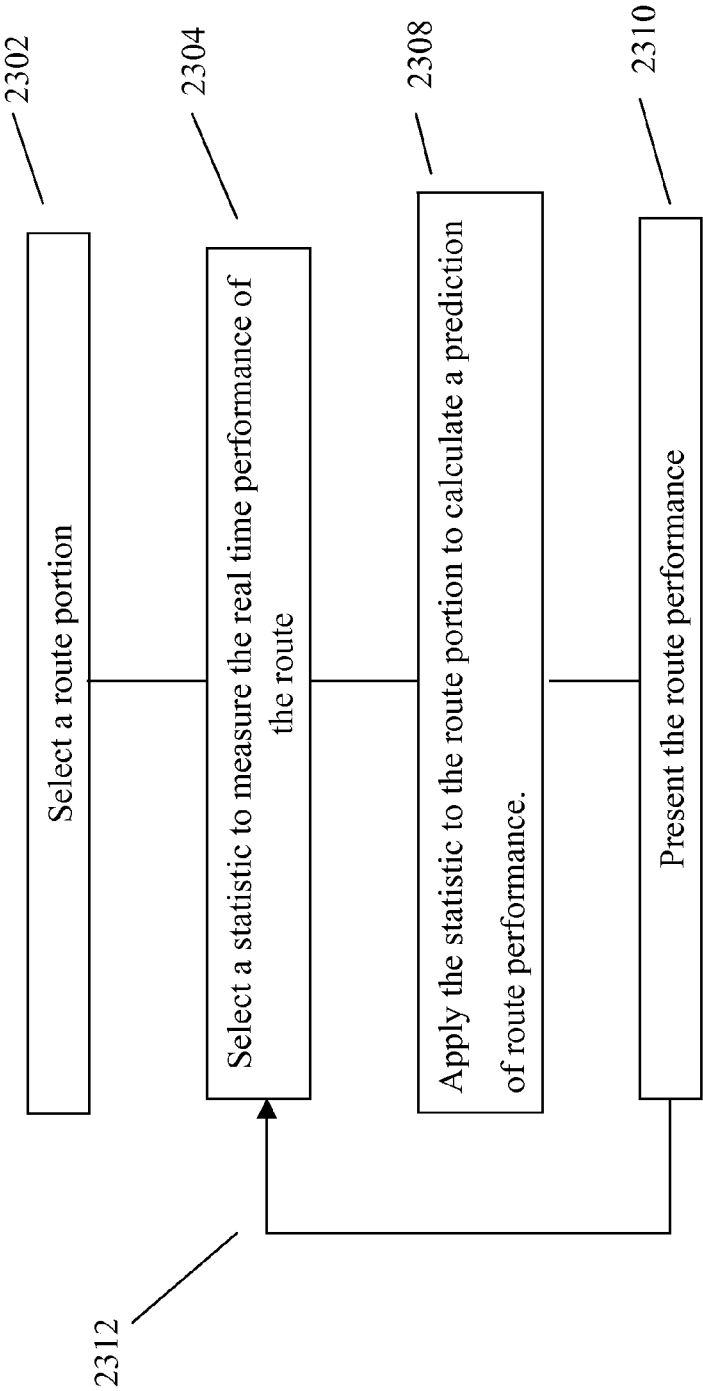 2302
Select a route portion
2304
Select a statistic to measure the real time performance of
the route
2308
Apply the statistic to the route portion to calculate a prediction
of route performance.
2310
Present the route performance
2312